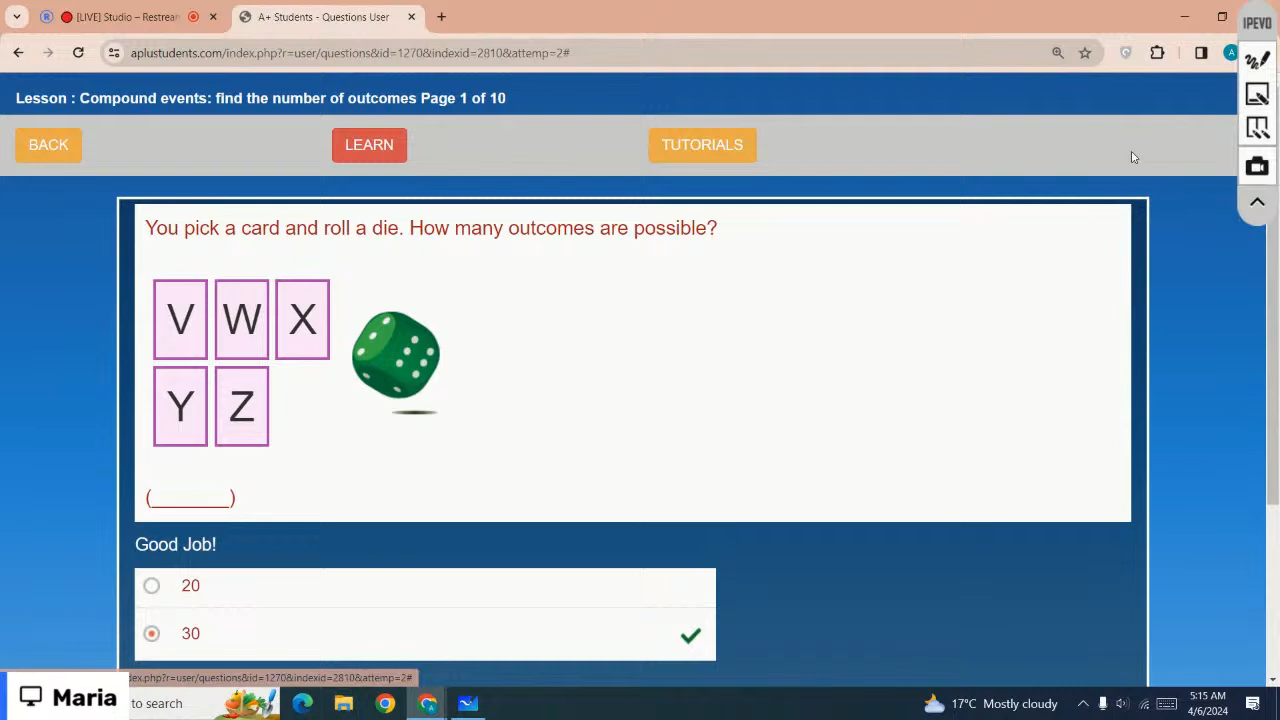 [LIVE] Studio – Restrean
A+ Students - Questions User
IPEVO
aplustudents.com/index.php?r=user/questions&id=1270&indexid=2810&attemp=2#
A
Lesson : Compound events: find the number of outcomes Page 1 of 10
BACK
LEARN
TUTORIALS
You pick a card and roll a die. How many outcomes are possible?
V W X
Y Z
(________)
Good Job!
20
30
dex.php?r=user/questions&id=1270&indexid=2810&attemp=2#
Maria
to search
17°C Mostly cloudy
5:15 AM
4/6/2024